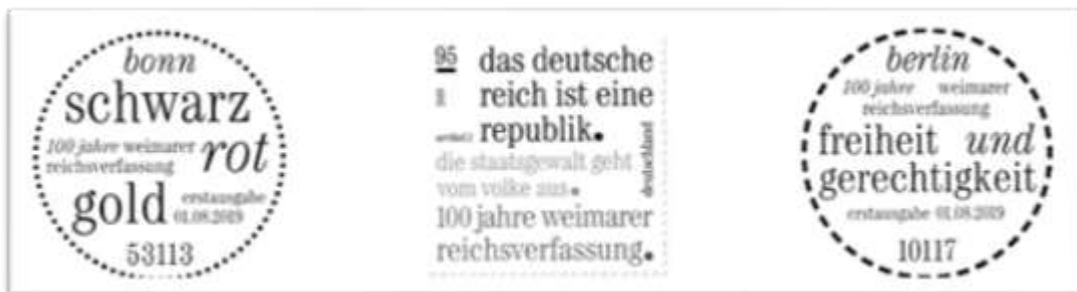 bonn
schwarz
100 jahre weimarer
reichsverfassung
rot
gold
erstausgabe
01.08.2019
53113
95
das deutsche
reich ist eine
republik.
die staatsgewalt geht
vom volke aus.
deutschland
100 jahre weimarer
reichsverfassung.
berlin
100 jahre weimarer
reichsverfassung
freiheit und
gerechtigkeit
erstausgabe 01.08.2019
10117